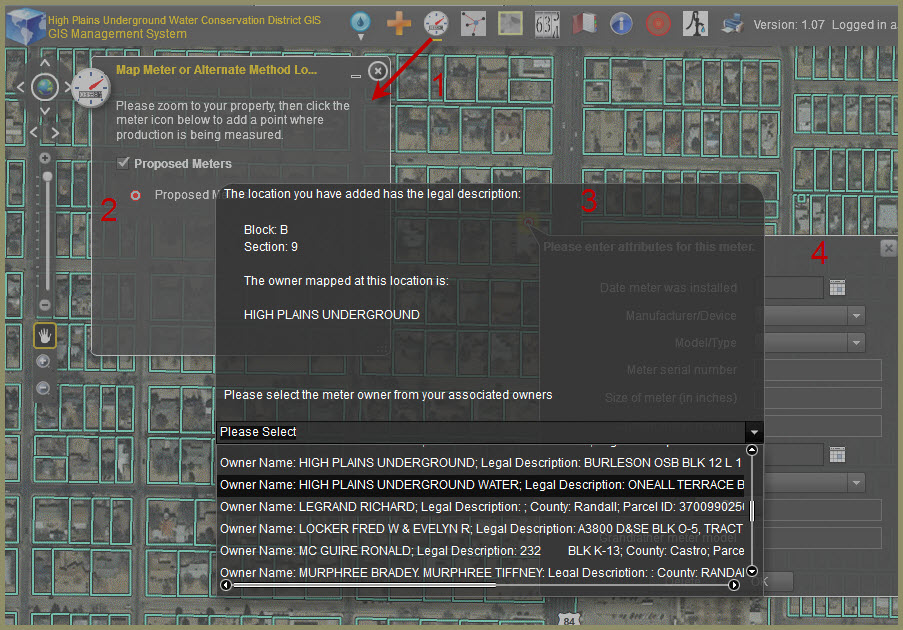 High Plains Underground Water Conservation District GIS
GIS Management System
637
Version: 1.07 Logged in a
1
Map Meter or Alternate Method Lo...
Please zoom to your property, then click the
meter icon below to add a point where
production is being measured.
Proposed Meters
2
Proposed M
The location you have added has the legal description:
3
Block: B
Section: 9
Please enter attributes for this meter.
4
The owner mapped at this location is:
Date meter was installed
HIGH PLAINS UNDERGROUND
Manufacturer/Device
Model/Type
Meter serial number
Please select the meter owner from your associated owners
Size of meter (in inches)
Please Select
Owner Name: HIGH PLAINS UNDERGROUND; Legal Description: BURLESON OSB BLK 12 L 1
Owner Name: HIGH PLAINS UNDERGROUND WATER; Legal Description: ONEALL TERRACE B
Owner Name: LEGRAND RICHARD; Legal Description: ; County: Randall; Parcel ID: 370099025
Owner Name: LOCKER FRED W & EVELYN R; Legal Description: A3800 D&SE BLK O-5, TRACT
Grandfather meter model
Owner Name: MC GUIRE RONALD; Legal Description: 232 BLK K-13; County: Castro; Parce
Owner Name: MURPHREE BRADEY, MURPHREE TIFFNEY; Legal Description: ; County: RANDAL
OK
84